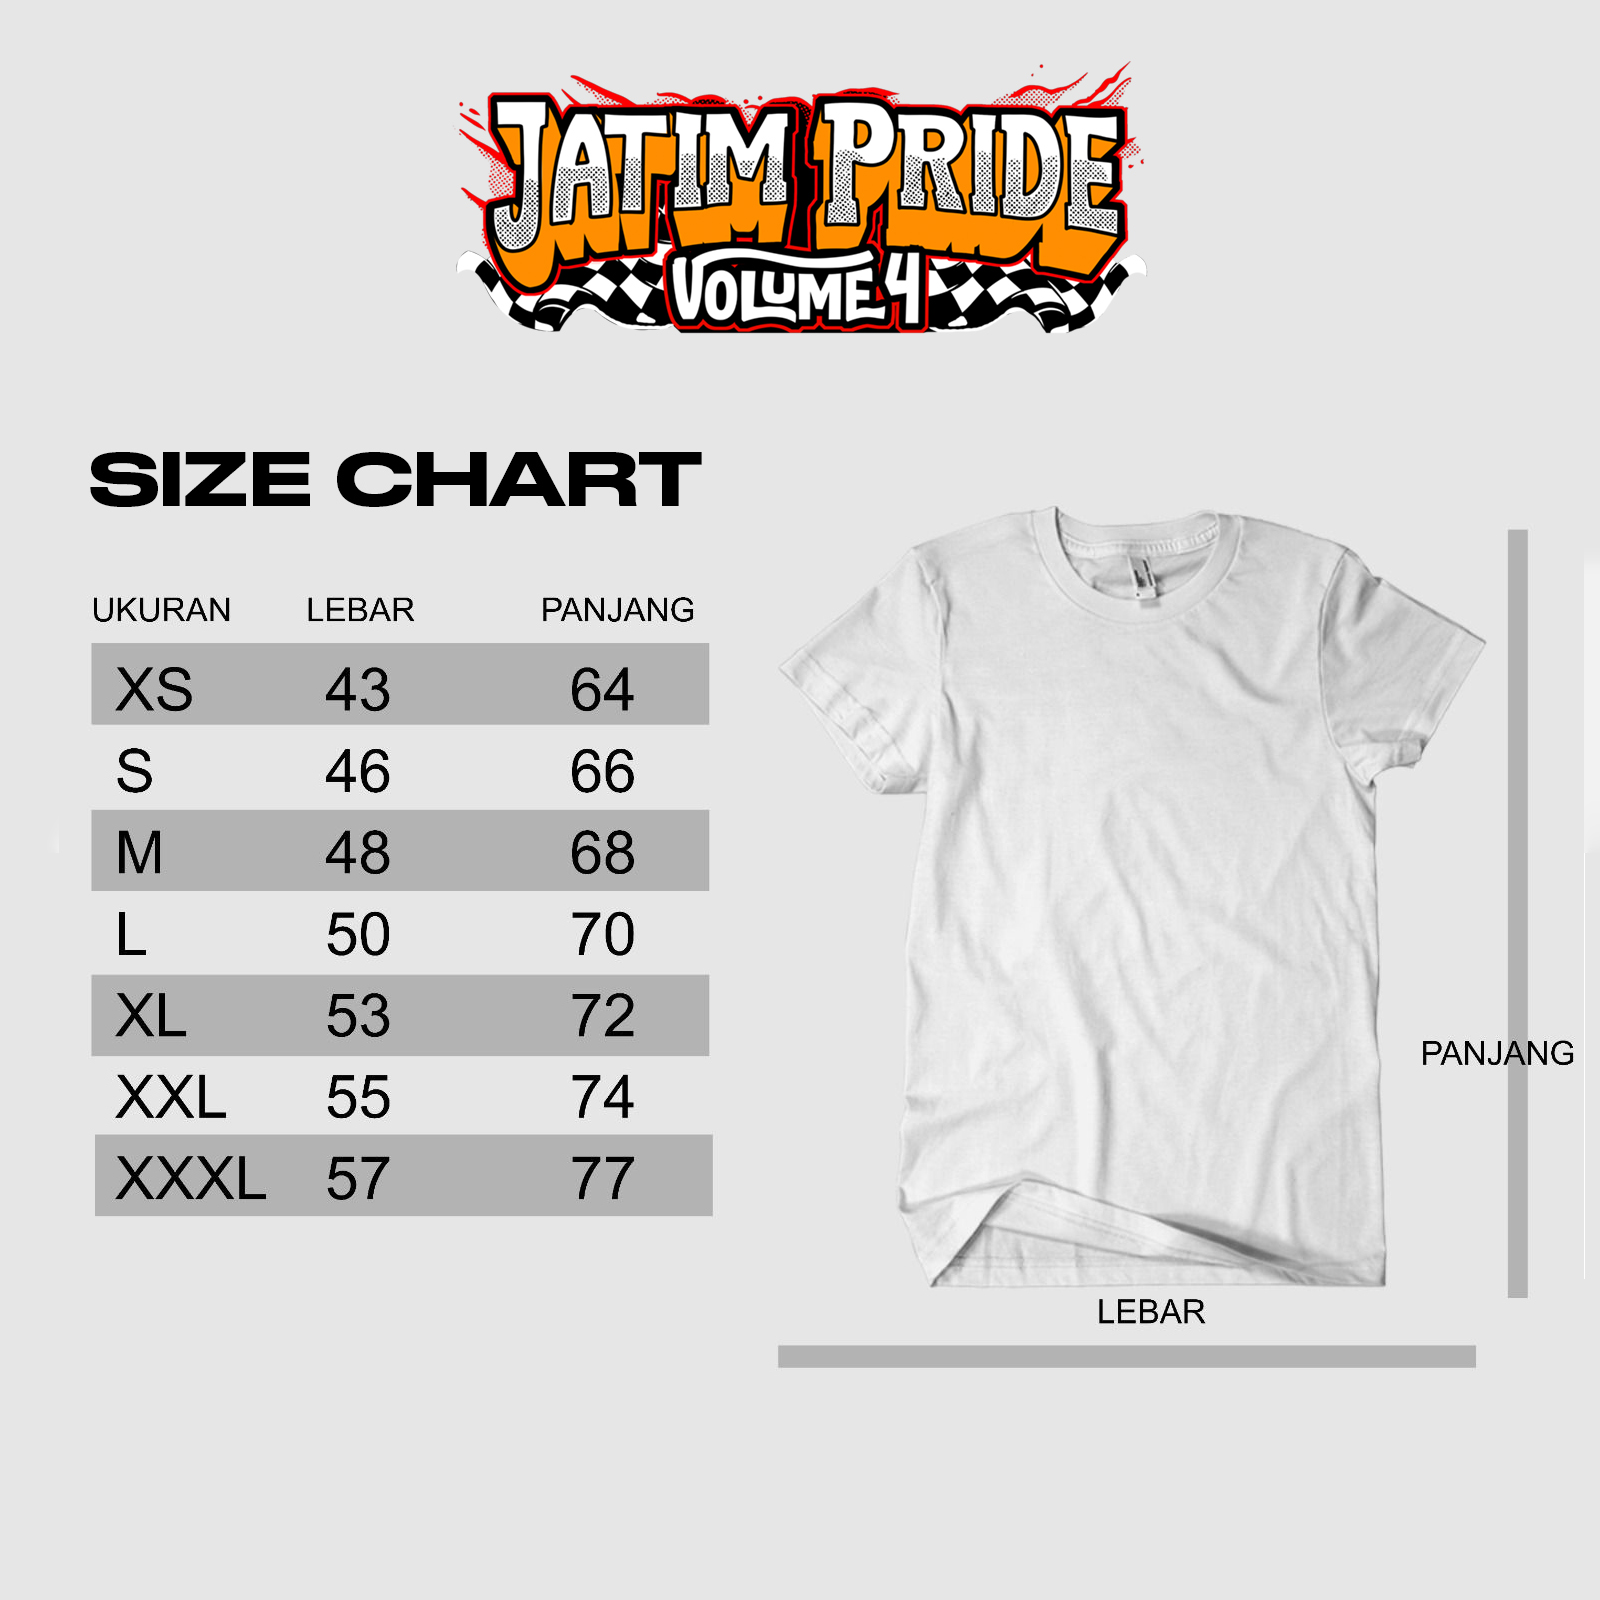 JATIM PRIDE
VOLUME 4
SIZE CHART
UKURAN LEBAR PANJANG
XS 43 64
S 46 66
M 48 68
L 50 70
XL 53 72
XXL 55 74
XXXL 57 77
PANJANG
LEBAR